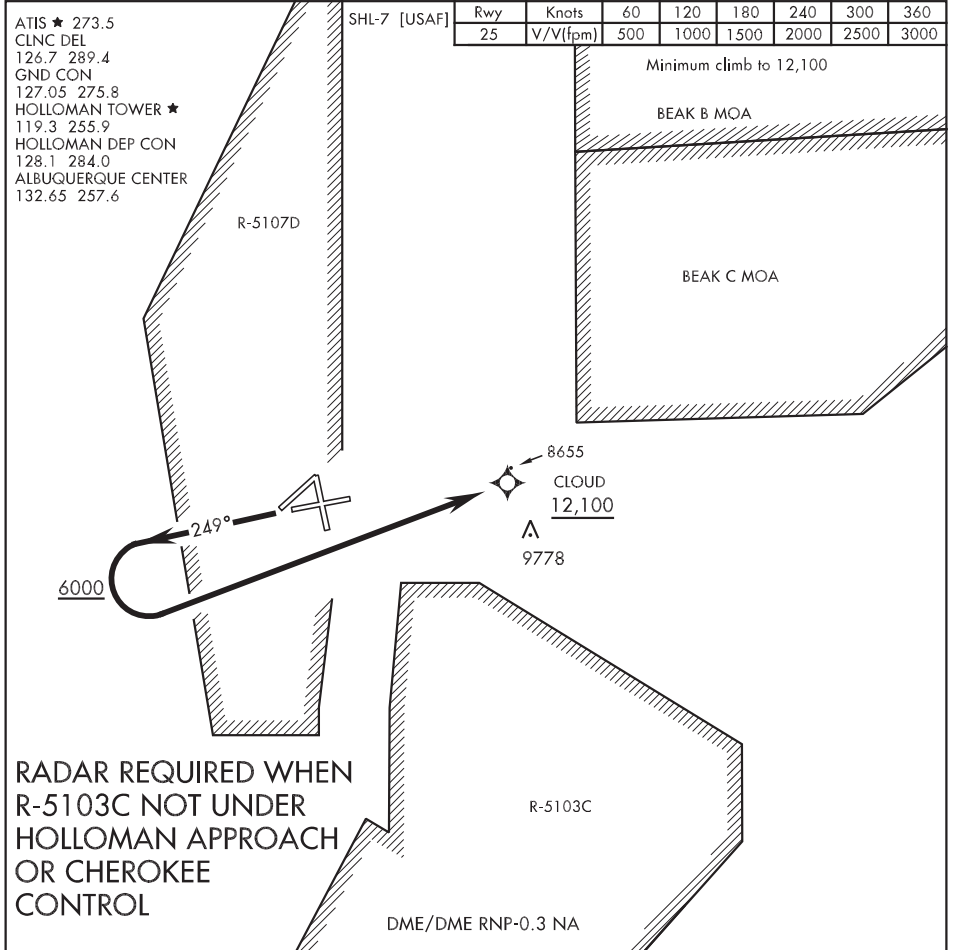 ATIS ★ 273.5
CLNC DEL
126.7 289.4
GND CON
127.05 275.8
HOLLOMAN TOWER ★
119.3 255.9
HOLLOMAN DEP CON
128.1 284.0
ALBUQUERQUE CENTER
132.65 257.6
SHL-7 [USAF]
Rwy Knots 60 120 180 240 300 360
25 V/V(fpm) 500 1000 1500 2000 2500 3000
Minimum climb to 12,100
BEAK B MOA
R-5107D
BEAK C MOA
8655
CLOUD
12,100
249°
9778
6000
RADAR REQUIRED WHEN
R-5103C NOT UNDER
HOLLOMAN APPROACH
OR CHEROKEE
CONTROL
R-5103C
DME/DME RNP-0.3 NA